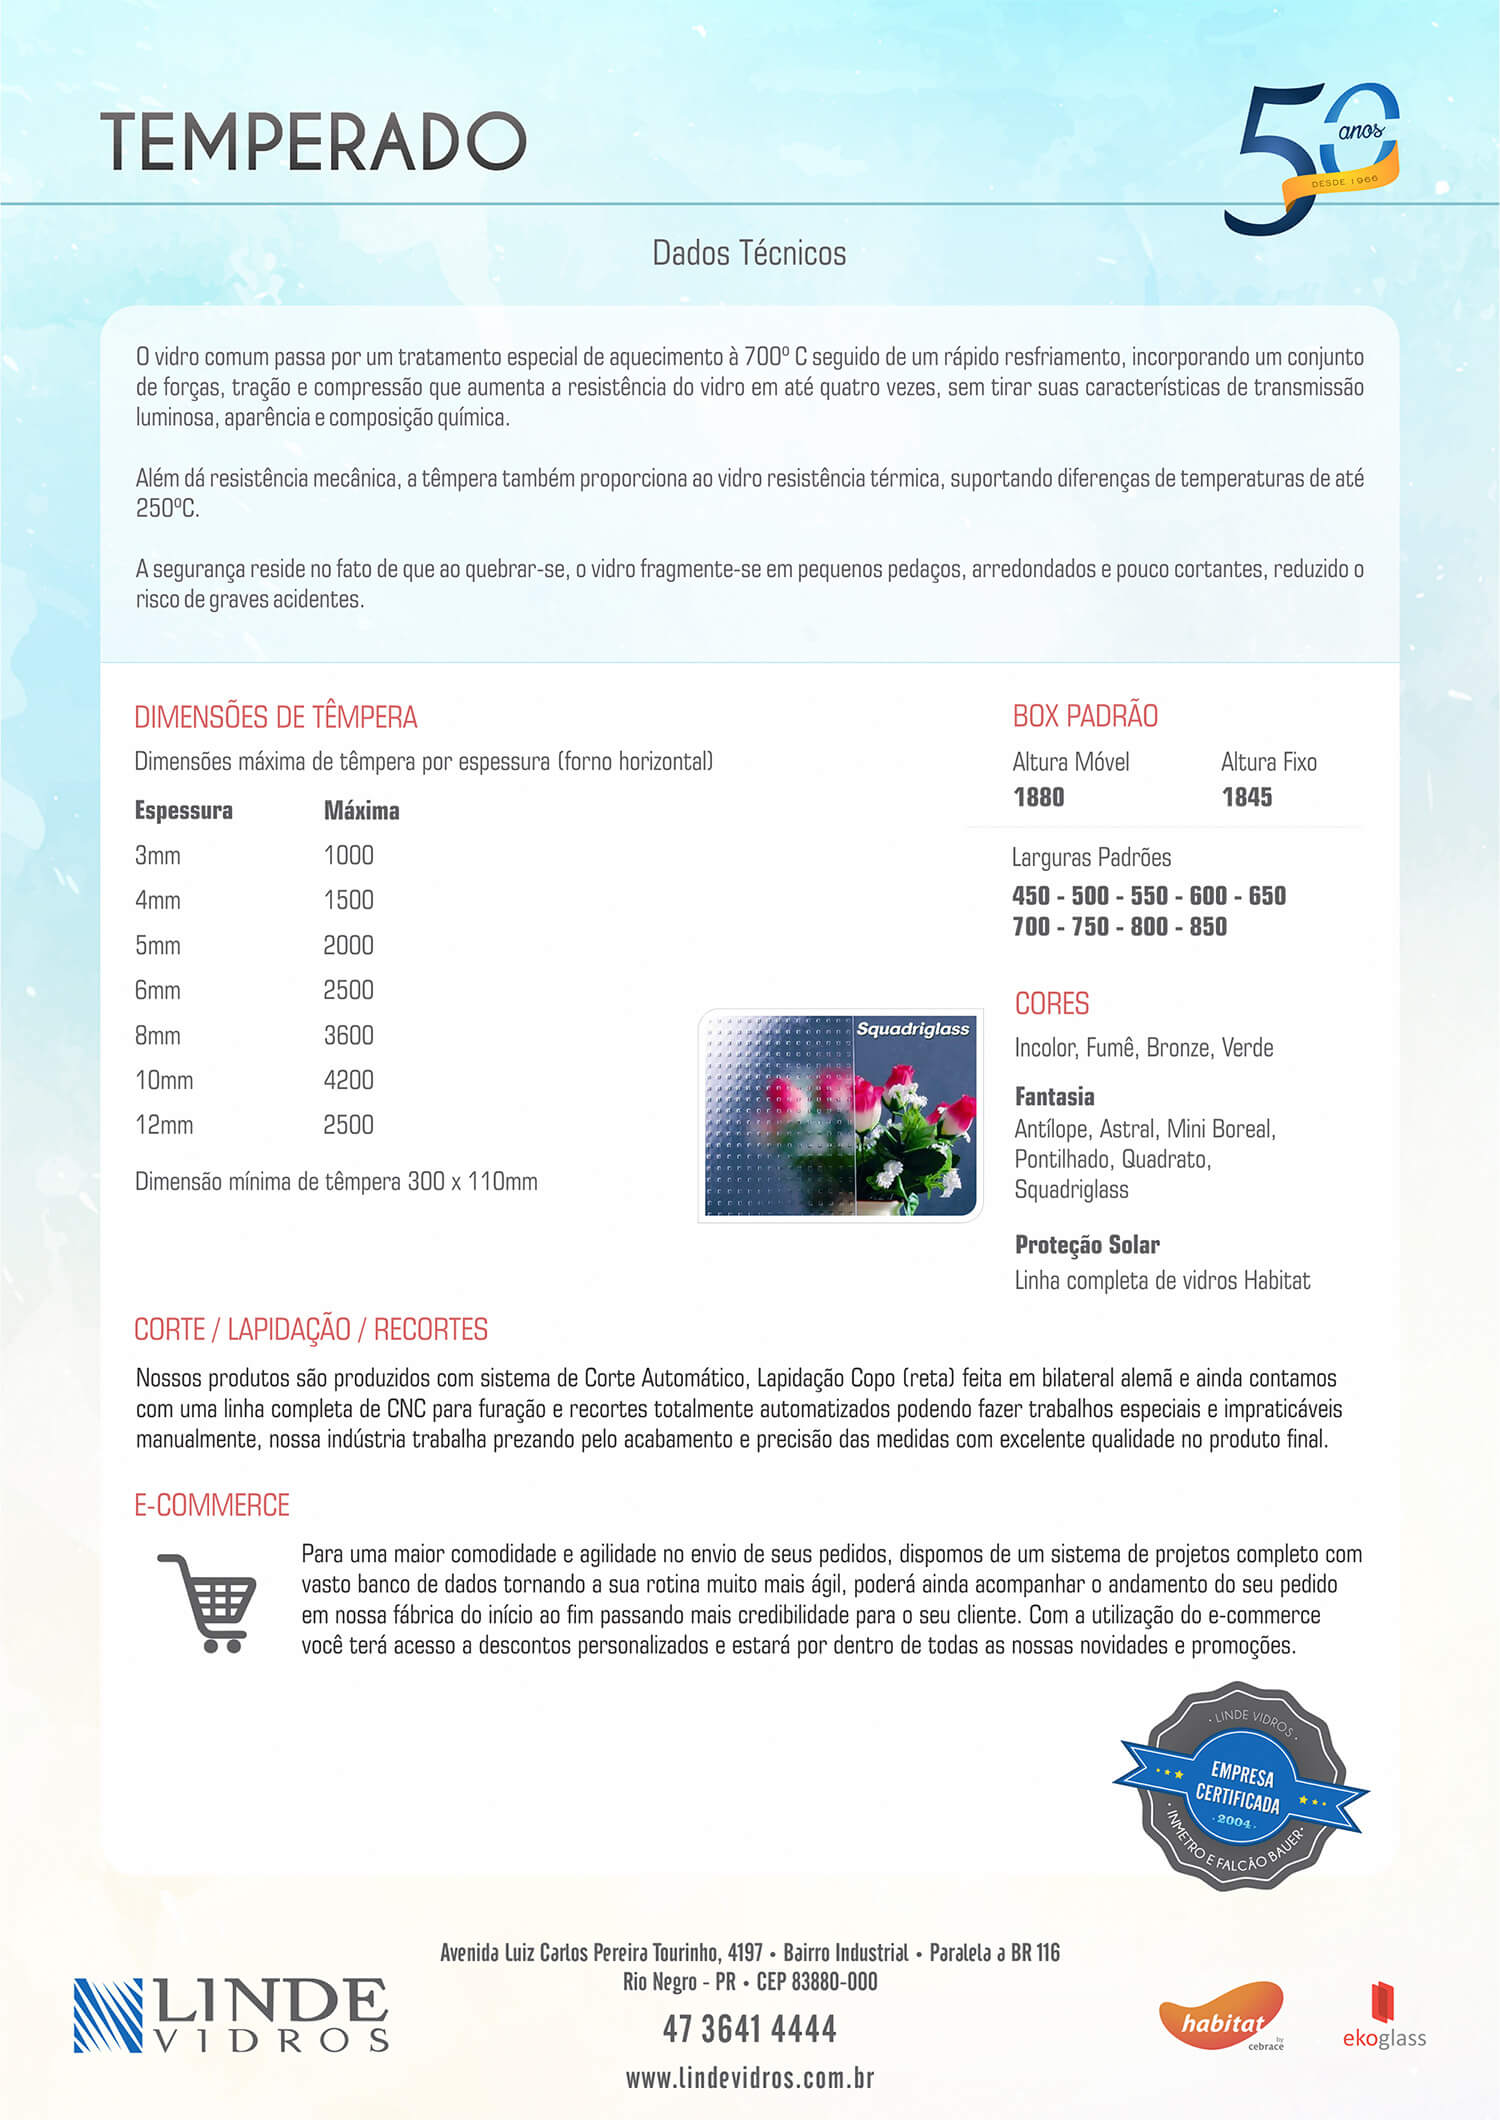 TEMPERADO
50
anos
DESDE 1966
Dados Técnicos
O vidro comum passa por um tratamento especial de aquecimento à 700º C seguido de um rápido resfriamento, incorporando um conjunto
de forças, tração e compressão que aumenta a resistência do vidro em até quatro vezes, sem tirar suas características de transmissão
luminosa, aparência e composição química.
Além dá resistência mecânica, a têmpera também proporciona ao vidro resistência térmica, suportando diferenças de temperaturas de até
250ºC.
A segurança reside no fato de que ao quebrar-se, o vidro fragmente-se em pequenos pedaços, arredondados e pouco cortantes, reduzido o
risco de graves acidentes.
DIMENSÕES DE TÊMPERA
Dimensões máxima de têmpera por espessura (forno horizontal)
Espessura Máxima
3mm 1000
4mm 1500
5mm 2000
6mm 2500
8mm 3600
10mm 4200
12mm 2500
Dimensão mínima de têmpera 300 x 110mm
BOX PADRÃO
Altura Móvel Altura Fixo
1880 1845
Larguras Padrões
450 - 500 - 550 - 600 - 650
700 - 750 - 800 - 850
Squadriglass
CORES
Incolor, Fumê, Bronze, Verde
Fantasia
Antílope, Astral, Mini Boreal,
Pontilhado, Quadrato,
Squadriglass
Proteção Solar
Linha completa de vidros Habitat
CORTE / LAPIDAÇÃO / RECORTES
Nossos produtos são produzidos com sistema de Corte Automático, Lapidação Copo (reta) feita em bilateral alemã e ainda contamos
com uma linha completa de CNC para furação e recortes totalmente automatizados podendo fazer trabalhos especiais e impraticáveis
manualmente, nossa indústria trabalha prezando pelo acabamento e precisão das medidas com excelente qualidade no produto final.
E-COMMERCE
Para uma maior comodidade e agilidade no envio de seus pedidos, dispomos de um sistema de projetos completo com
vasto banco de dados tornando a sua rotina muito mais ágil, poderá ainda acompanhar o andamento do seu pedido
em nossa fábrica do início ao fim passando mais credibilidade para o seu cliente. Com a utilização do e-commerce
você terá acesso a descontos personalizados e estará por dentro de todas as nossas novidades e promoções.
· LINDE VIDROS ·
EMPRESA
CERTIFICADA
· 2004 ·
· INMETRO E FALCÃO BAUER ·
Avenida Luiz Carlos Pereira Tourinho, 4197 • Bairro Industrial • Paralela a BR 116
Rio Negro - PR • CEP 83880-000
47 3641 4444
www.lindevidros.com.br
LINDE
VIDROS
habitat
by
cebrace
ekoglass